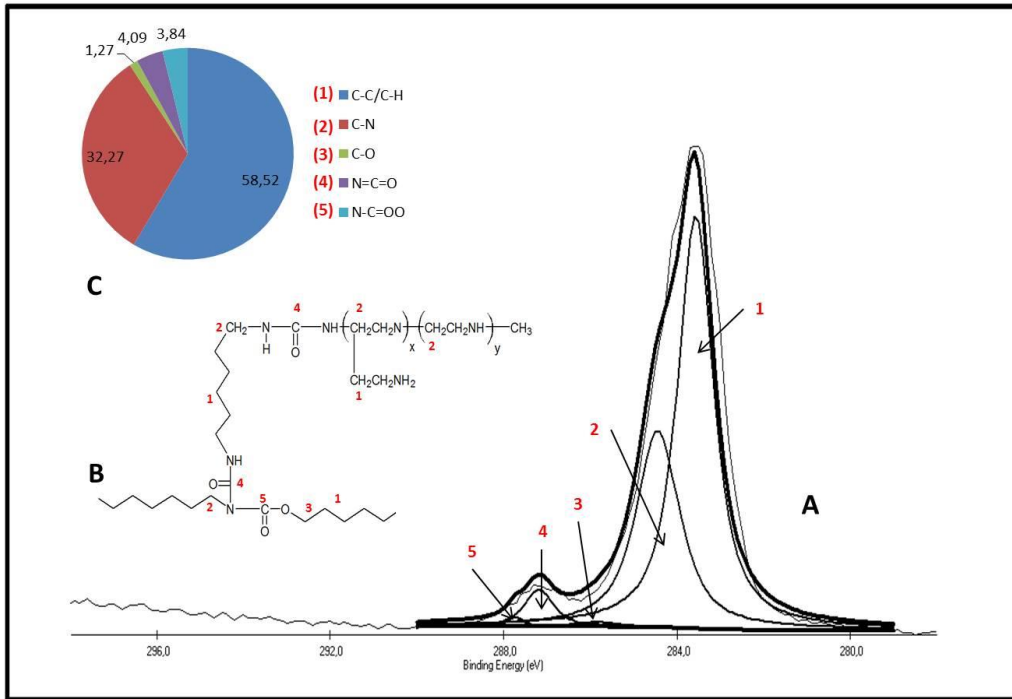 1,27
4,09
3,84
32,27
58,52
(1) C-C/C-H
(2) C-N
(3) C-O
(4) N=C=O
(5) N-C=OO
C
2
NH
H
4
C
O
NH
2
CH2CH2N
x
CH2CH2NH
2
y
CH3
CH2CH2NH2
1
1
NH
B
O
4
2
N
5
C
O
O
3
1
A
1
2
3
4
5
296,0
292,0
288,0
284,0
280,0
Binding Energy (eV)